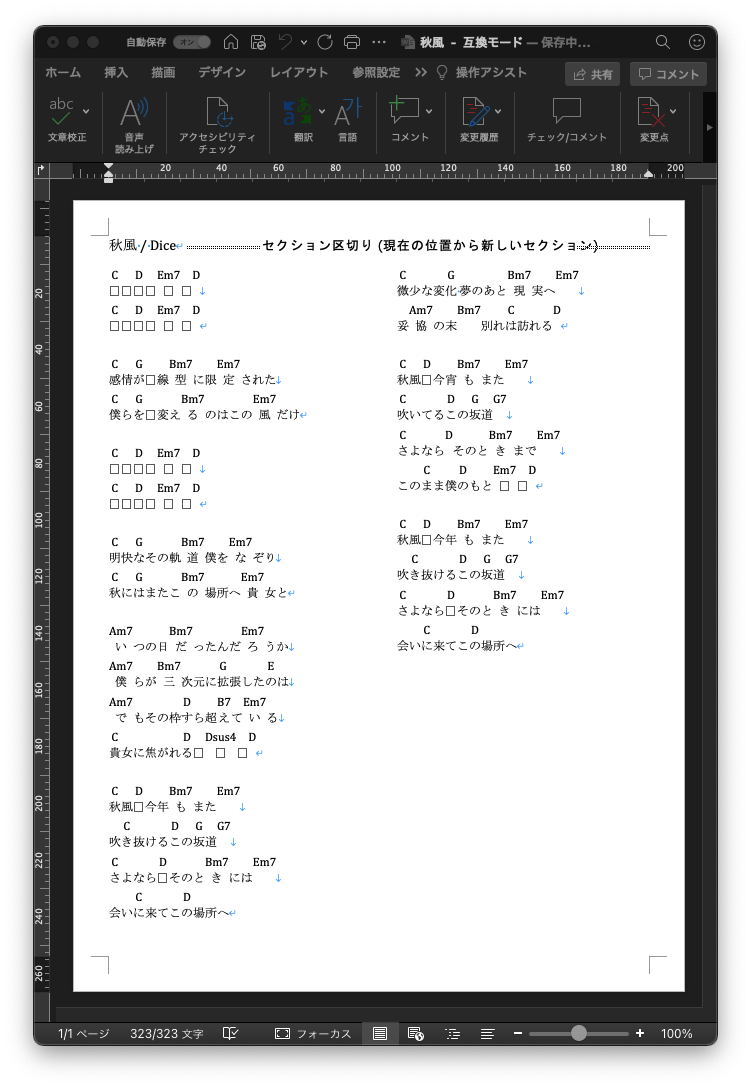 自動保存 オン 秋風 - 互換モード — 保存中...
ホーム 挿入 描画 デザイン レイアウト 参照設定 >> 操作アシスト 共有 コメント
abc
文章校正 音声読み上げ アクセシビリティチェック 翻訳 言語 コメント 変更履歴 チェック/コメント 変更点
20 40 60 80 100 120 140 160 180 200
秋風 / Dice セクション区切り (現在の位置から新しいセクション)
C D Em7 D
□□□□ □ □
C D Em7 D
□□□□ □ □
C G Bm7 Em7
感情が□線 型 に限 定 された
C G Bm7 Em7
僕らを□変え る のはこの 風 だけ
C D Em7 D
□□□□ □ □
C D Em7 D
□□□□ □ □
C G Bm7 Em7
明快なその軌 道 僕を な ぞり
C G Bm7 Em7
秋にはまたこ の 場所へ 貴 女と
Am7 Bm7 Em7
い つの日 だ ったんだ ろ うか
Am7 Bm7 G E
僕 らが 三 次元に拡張したのは
Am7 D B7 Em7
で もその枠すら超えて い る
C D Dsus4 D
貴女に焦がれる□ □ □
C D Bm7 Em7
秋風□今年 も また
C D G G7
吹き抜けるこの坂道
C D Bm7 Em7
さよなら□そのと き には
C D
会いに来てこの場所へ
C G Bm7 Em7
微少な変化 夢のあと 現 実へ
Am7 Bm7 C D
妥 協 の末 別れは訪れる
C D Bm7 Em7
秋風□今宵 も また
C D G G7
吹いてるこの坂道
C D Bm7 Em7
さよなら そのと き まで
C D Em7 D
このまま僕のもと □ □
C D Bm7 Em7
秋風□今年 も また
C D G G7
吹き抜けるこの坂道
C D Bm7 Em7
さよなら□そのと き には
C D
会いに来てこの場所へ
20
40
60
80
100
120
140
160
180
200
220
240
260
1/1 ページ 323/323 文字 フォーカス 100%